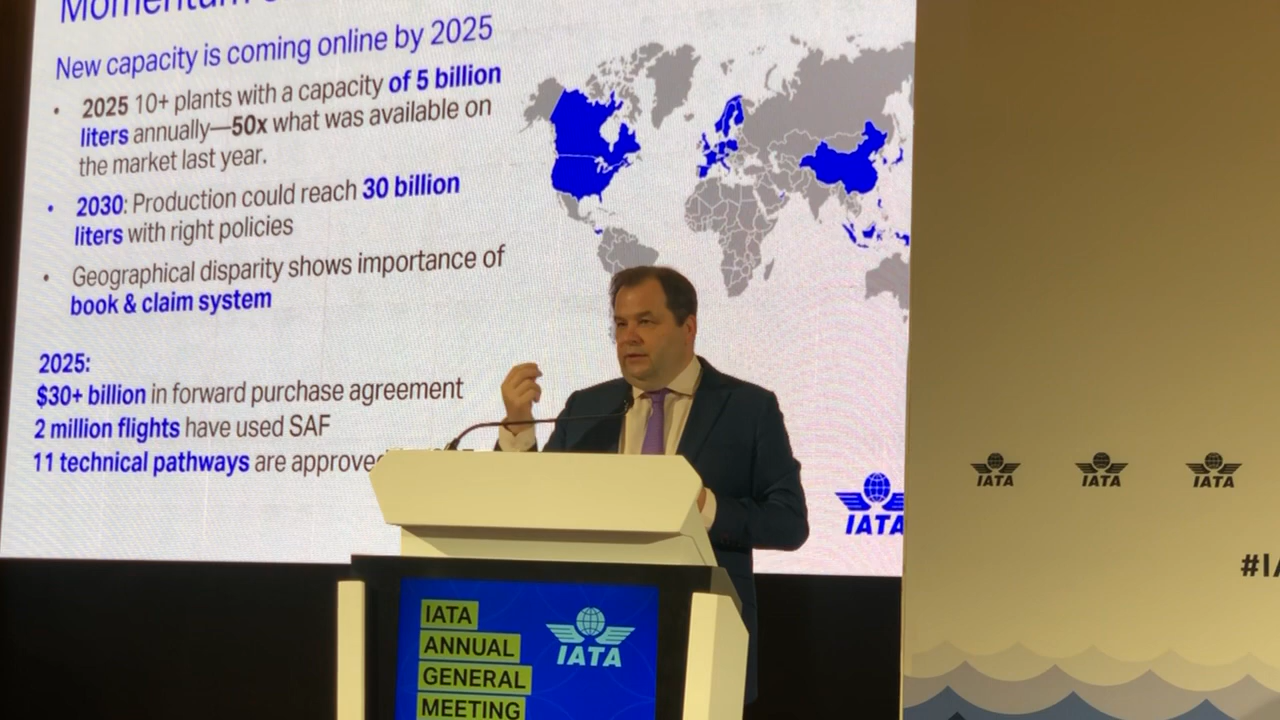 Momentum
New capacity is coming online by 2025
• 2025 10+ plants with a capacity of 5 billion
liters annually—50x what was available on
the market last year.
• 2030: Production could reach 30 billion
liters with right policies
• Geographical disparity shows importance of
book & claim system
2025:
$30+ billion in forward purchase agreement
2 million flights have used SAF
11 technical pathways are approved
IATA
IATA IATA IATA
#IA
IATA
ANNUAL
GENERAL
MEETING
IATA